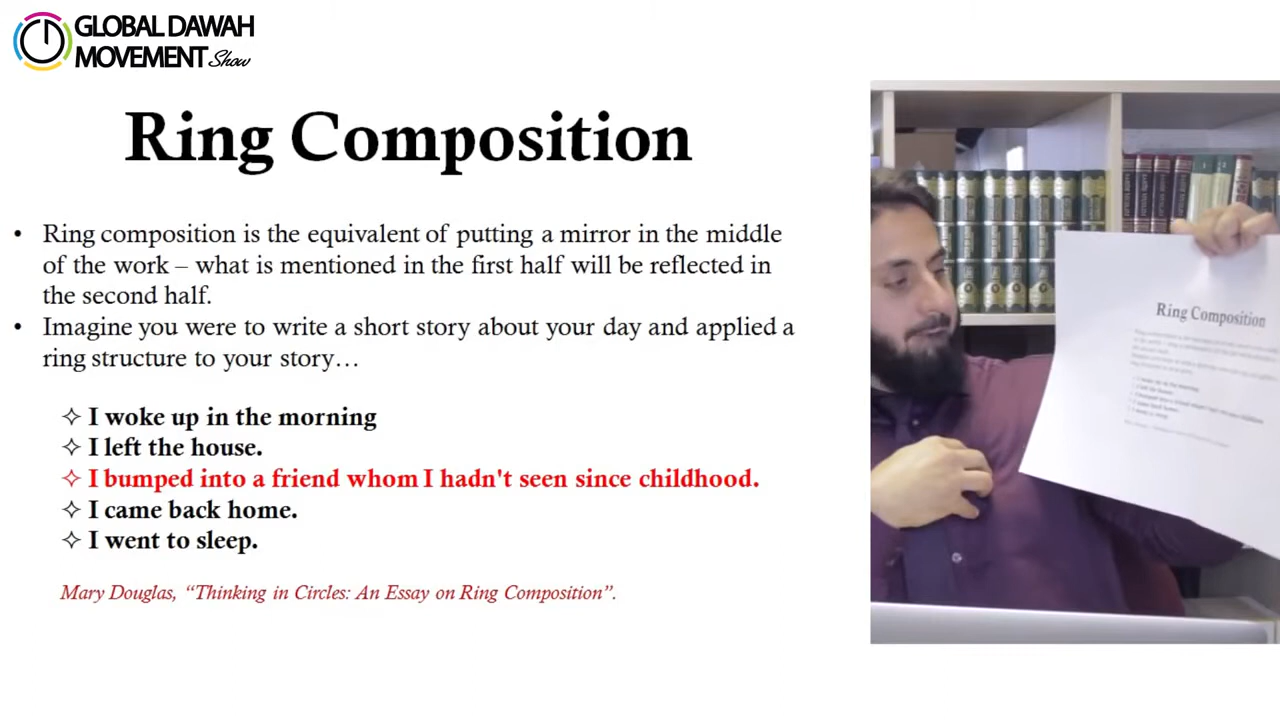 GLOBAL DAWAH
MOVEMENT Show
Ring Composition
• Ring composition is the equivalent of putting a mirror in the middle
of the work – what is mentioned in the first half will be reflected in
the second half.
• Imagine you were to write a short story about your day and applied a
ring structure to your story…
✧ I woke up in the morning
✧ I left the house.
✧ I bumped into a friend whom I hadn't seen since childhood.
✧ I came back home.
✧ I went to sleep.
Mary Douglas, “Thinking in Circles: An Essay on Ring Composition”.
Ring Composition